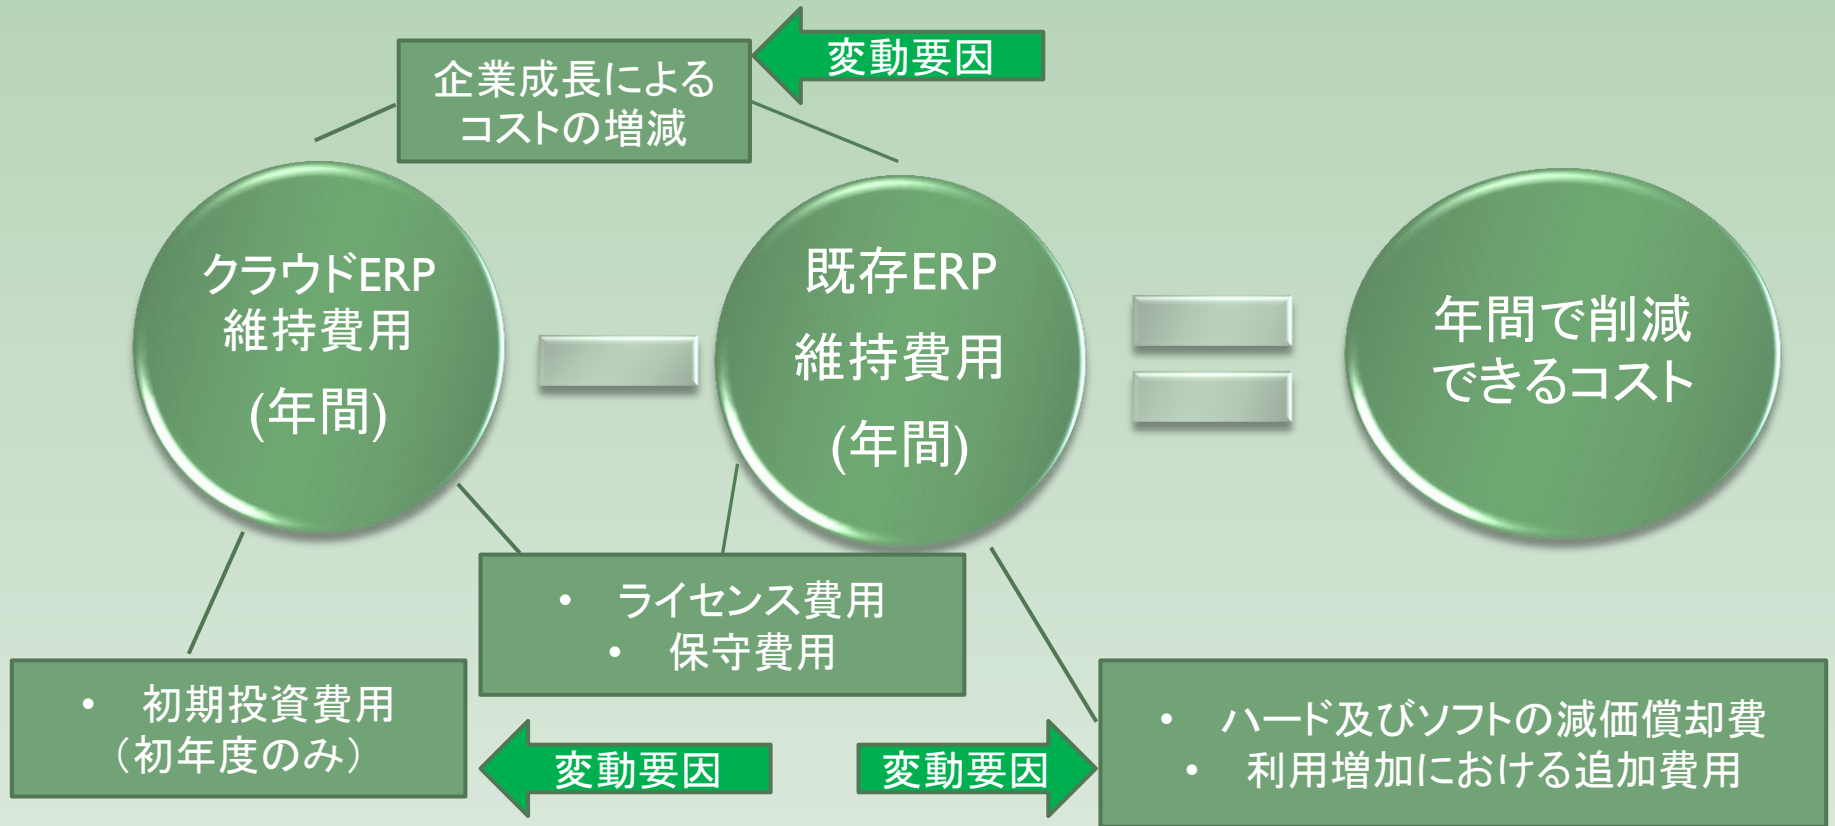 変動要因
企業成長による
コストの増減
クラウドERP
維持費用
(年間)
既存ERP
維持費用
(年間)
年間で削減
できるコスト
• ライセンス費用
• 保守費用
• 初期投資費用
（初年度のみ）
変動要因
変動要因
• ハード及びソフトの減価償却費
• 利用増加における追加費用